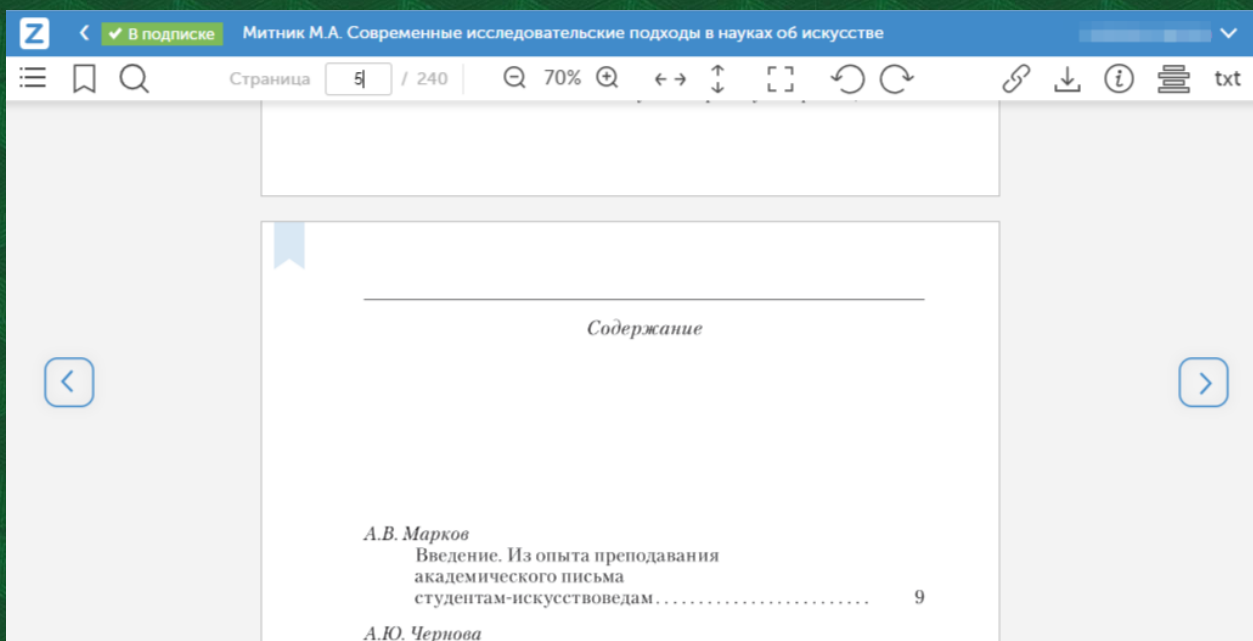 Z
В подписке
Митник М.А. Современные исследовательские подходы в науках об искусстве
Страница 5 / 240 70% txt
Содержание
А.В. Марков
Введение. Из опыта преподавания
академического письма
студентам-искусствоведам.......................... 9
А.Ю. Чернова